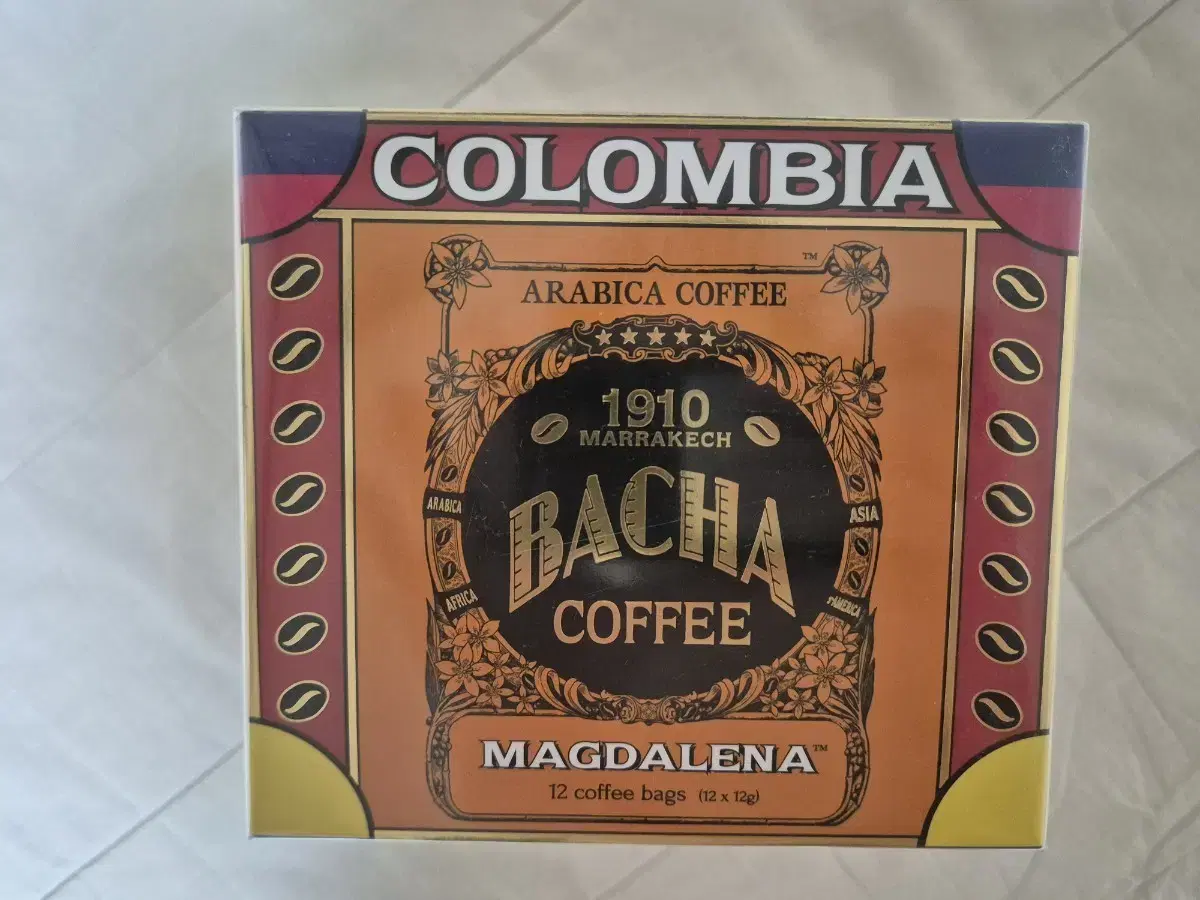 COLOMBIA
™
ARABICA COFFEE
1910
MARRAKECH
BACHA
COFFEE
ARABICA
ASIA
AFRICA
S'AMERICA
MAGDALENA™
12 coffee bags (12 x 12g)